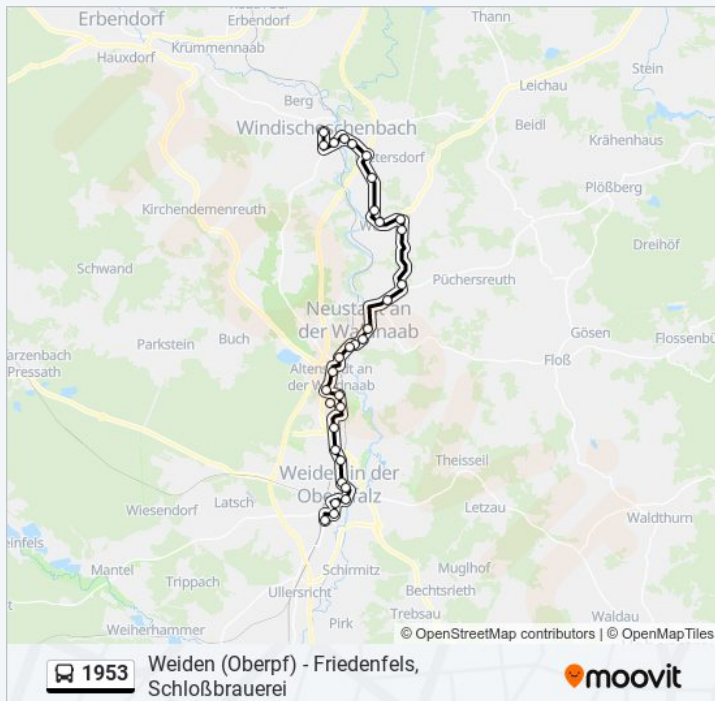 Erbendorf
Erbendorf
Thann
Krummennaab
Hauxdorf
Stein
Leichau
Berg
Beidl
Windischeschenbach
Krähenhaus
tersdorf
Plößberg
Kirchendemenreuth
W
Dreihöf
Schwand
Püchersreuth
Neustadt an
der Waldnaab
Parkstein
Buch
Gösen
Flossenbü
arzenbach
Pressath
Altenstadt an
der Waldnaab
Floß
Theisseil
Weiden in der
Oberpfalz
Latsch
Wiesendorf
Letzau
Waldthurn
einfels
Mantel
Trippach
Schirmitz
Muglhof
Ullersricht
Bechtsrieth
Trebsau
Waldau
Weiherhammer
Pirk
© OpenStreetMap contributors | © OpenMapTiles
1953
Weiden (Oberpf) - Friedenfels,
Schloßbrauerei
moovit